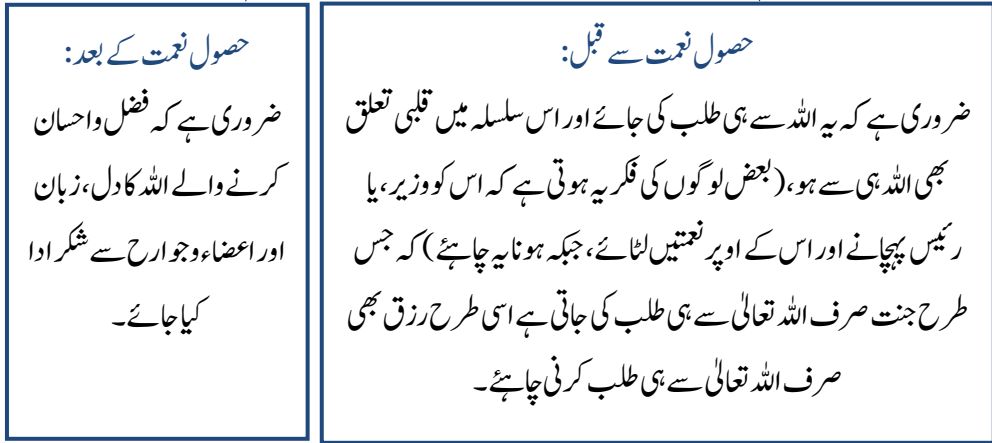 حصول نعمت سے قبل:
ضروری ہے کہ یہ اللہ سے ہی طلب کی جائے اور اس سلسلہ میں قلبی تعلق
بھی اللہ ہی سے ہو، (بعض لوگوں کی فکر یہ ہوتی ہے کہ اس کو وزیر، یا
رئیس پہچانے اور اس کے اوپر نعمتیں لٹائے، جبکہ ہونا یہ چاہئے) کہ جس
طرح جنت صرف اللہ تعالیٰ سے ہی طلب کی جاتی ہے اسی طرح رزق بھی
صرف اللہ تعالیٰ سے ہی طلب کرنی چاہئے۔
حصول نعمت کے بعد:
ضروری ہے کہ فضل واحسان
کرنے والے اللہ کا دل، زبان
اور اعضاء وجوارح سے شکر ادا
کیا جائے۔